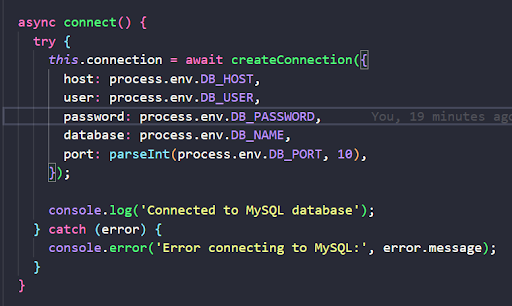 async connect() {
try {
this.connection = await createConnection({
host: process.env.DB_HOST,
user: process.env.DB_USER,
password: process.env.DB_PASSWORD, You, 19 minutes ago
database: process.env.DB_NAME,
port: parseInt(process.env.DB_PORT, 10),
});
console.log('Connected to MySQL database');
} catch (error) {
console.error('Error connecting to MySQL:', error.message);
}
}